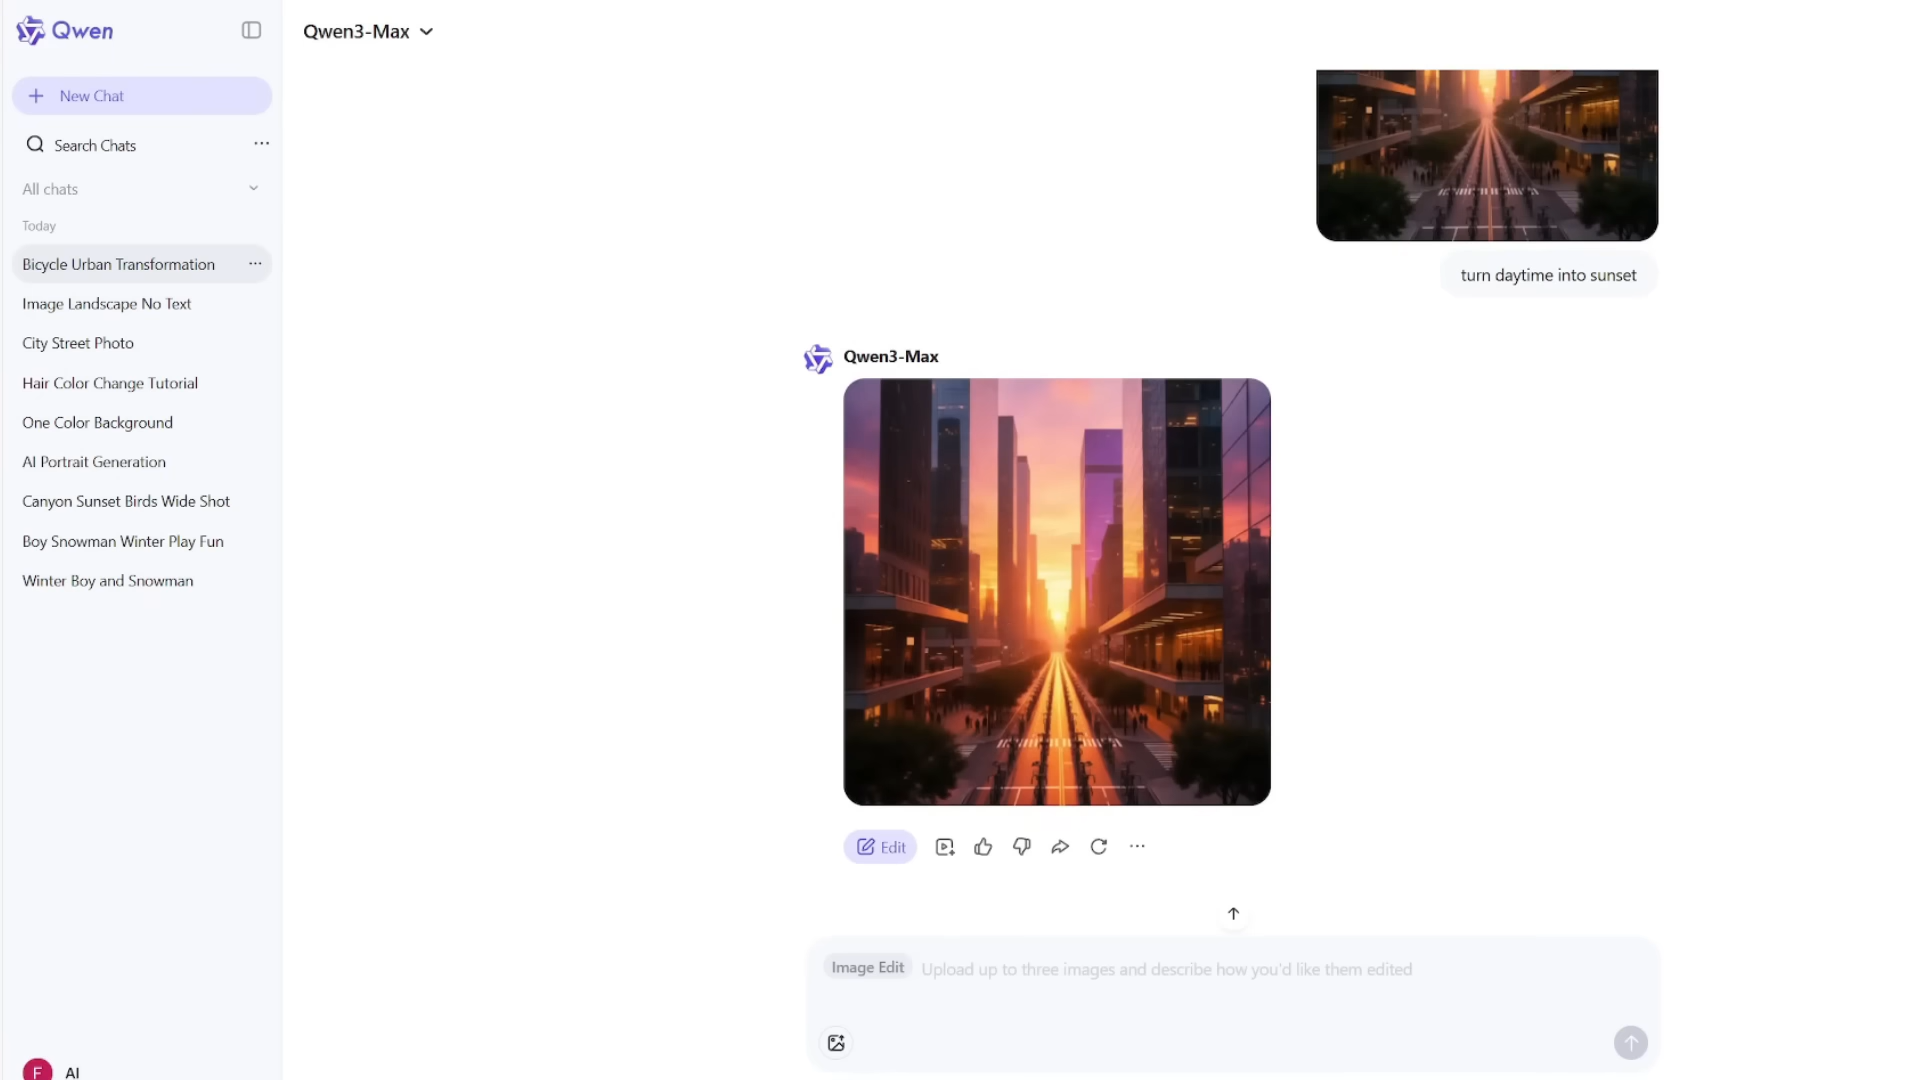 Qwen
New Chat
Search Chats
All chats
Today
Bicycle Urban Transformation
Image Landscape No Text
City Street Photo
Hair Color Change Tutorial
One Color Background
AI Portrait Generation
Canyon Sunset Birds Wide Shot
Boy Snowman Winter Play Fun
Winter Boy and Snowman
F AI
Qwen3-Max
turn daytime into sunset
Qwen3-Max
Edit
Image Edit Upload up to three images and describe how you'd like them edited